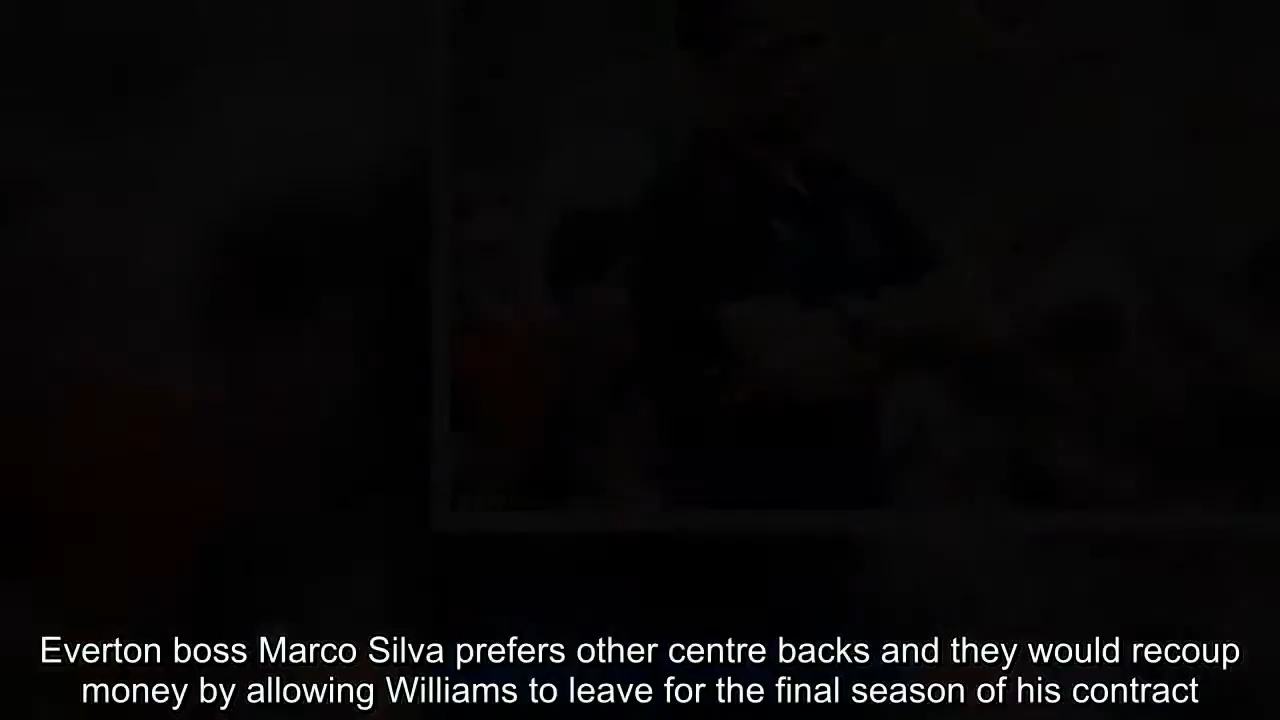 Everton boss Marco Silva prefers other centre backs and they would recoup
money by allowing Williams to leave for the final season of his contract